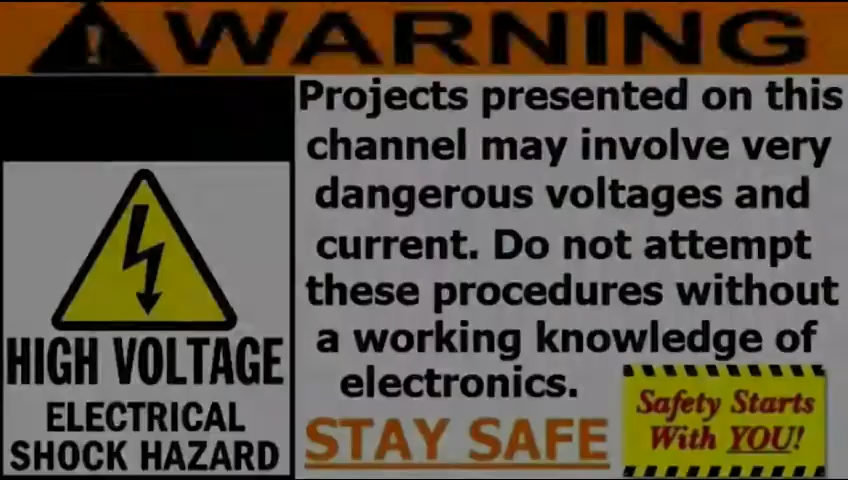 WARNING
Projects presented on this
channel may involve very
dangerous voltages and
current. Do not attempt
these procedures without
a working knowledge of
electronics.
STAY SAFE
HIGH VOLTAGE
ELECTRICAL
SHOCK HAZARD
Safety Starts
With YOU!